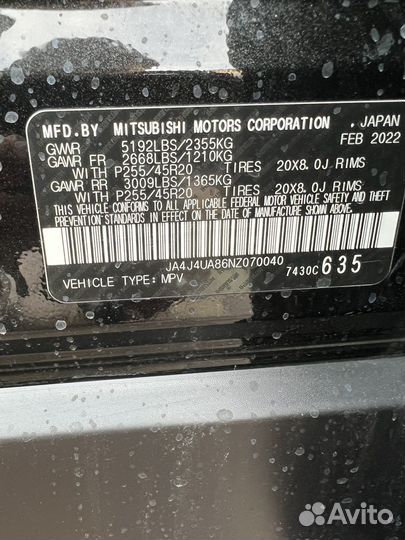 MFD.BY MITSUBISHI MOTORS CORPORATION , JAPAN
GVWR 5192LBS/2355KG FEB 2022
GAWR FR 2668LBS/1210KG
WITH P255/45R20 TIRES 20X8.0J RIMS
GAWR RR 3009LBS/1365KG
WITH P255/45R20 TIRES 20X8.0J RIMS
THIS VEHICLE CONFORMS TO ALL APPLICABLE FEDERAL MOTOR VEHICLE SAFETY, BUMPER, AND THEFT
PREVENTION STANDARDS IN EFFECT ON THE DATE OF MANUFACTURE SHOWN ABOVE.
JA4J4UA86NZ070040
VEHICLE TYPE: MPV 7430C 635
Avito